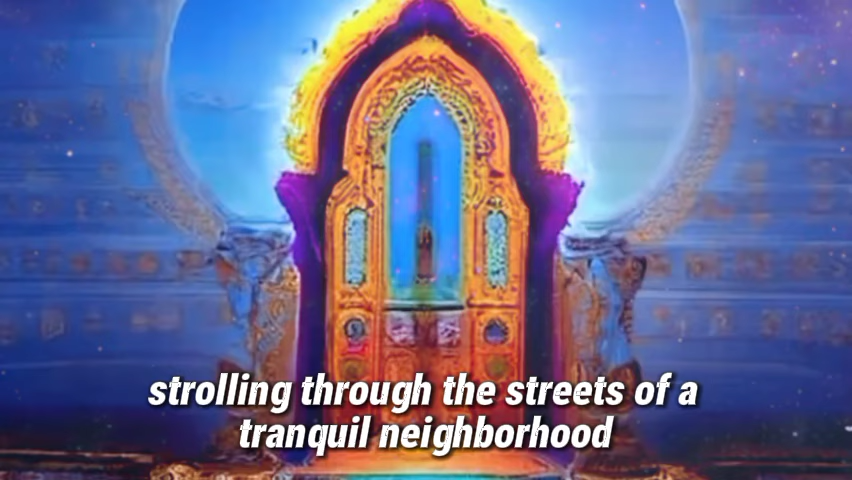 strolling through the streets of a
tranquil neighborhood